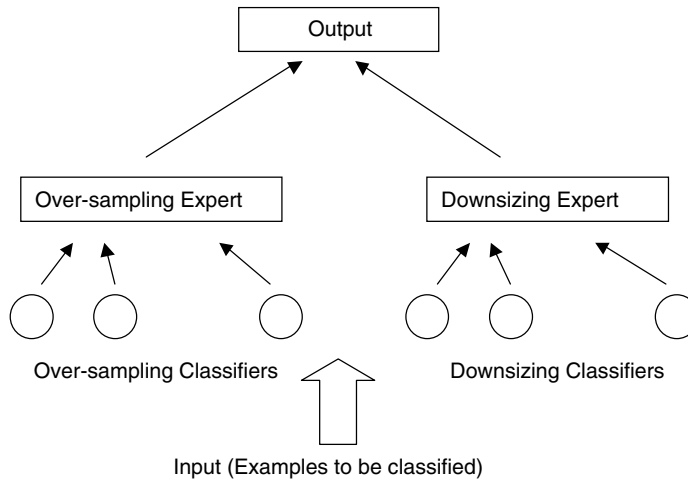 Output
Over-sampling Expert
Downsizing Expert
Over-sampling Classifiers
Downsizing Classifiers
Input (Examples to be classified)